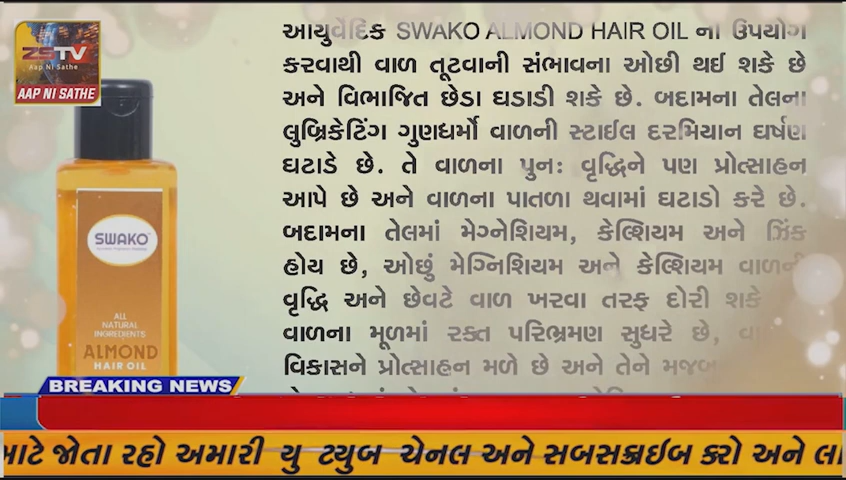 ZSTV
Aap Ni Sathe
AAP NI SATHE
આયુર્વેદિક SWAKO ALMOND HAIR OIL ના ઉપયોગ
કરવાથી વાળ તૂટવાની સંભાવના ઓછી થઈ શકે છે
અને વિભાજિત છેડા ઘડાડી શકે છે. બદામના તેલના
લુબ્રિકેટિંગ ગુણધર્મો વાળની સ્ટાઈલ દરમિયાન ઘર્ષણ
ઘટાડે છે. તે વાળના પુનઃ વૃદ્ધિને પણ પ્રોત્સાહન
આપે છે અને વાળના પાતળા થવામાં ઘટાડો કરે છે.
બદામના તેલમાં મેગ્નેશિયમ, કેલ્શિયમ અને ઝિંક
હોય છે, ઓછું મેગ્નિશિયમ અને કેલ્શિયમ વાળની
વૃદ્ધિ અને છેવટે વાળ ખરવા તરફ દોરી શકે
વાળના મૂળમાં રક્ત પરિભ્રમણ સુધરે છે,
વિકાસને પ્રોત્સાહન મળે છે અને તેને
SWAKO
ALL
NATURAL
INGREDIENTS
ALMOND
HAIR OIL
BREAKING NEWS
જોતા રહો અમારી યુ ટ્યુબ ચેનલ અને સબસક્રાઇબ કરો અને